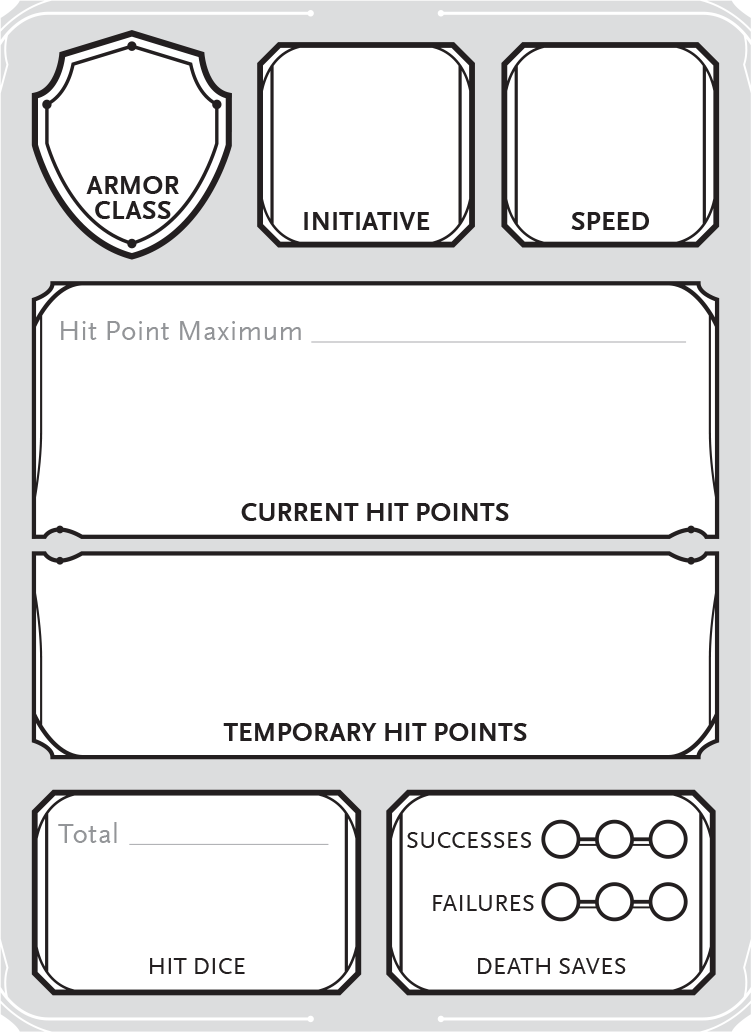 ARMOR
CLASS
INITIATIVE
SPEED
Hit Point Maximum
CURRENT HIT POINTS
TEMPORARY HIT POINTS
Total
HIT DICE
SUCCESSES
FAILURES
DEATH SAVES